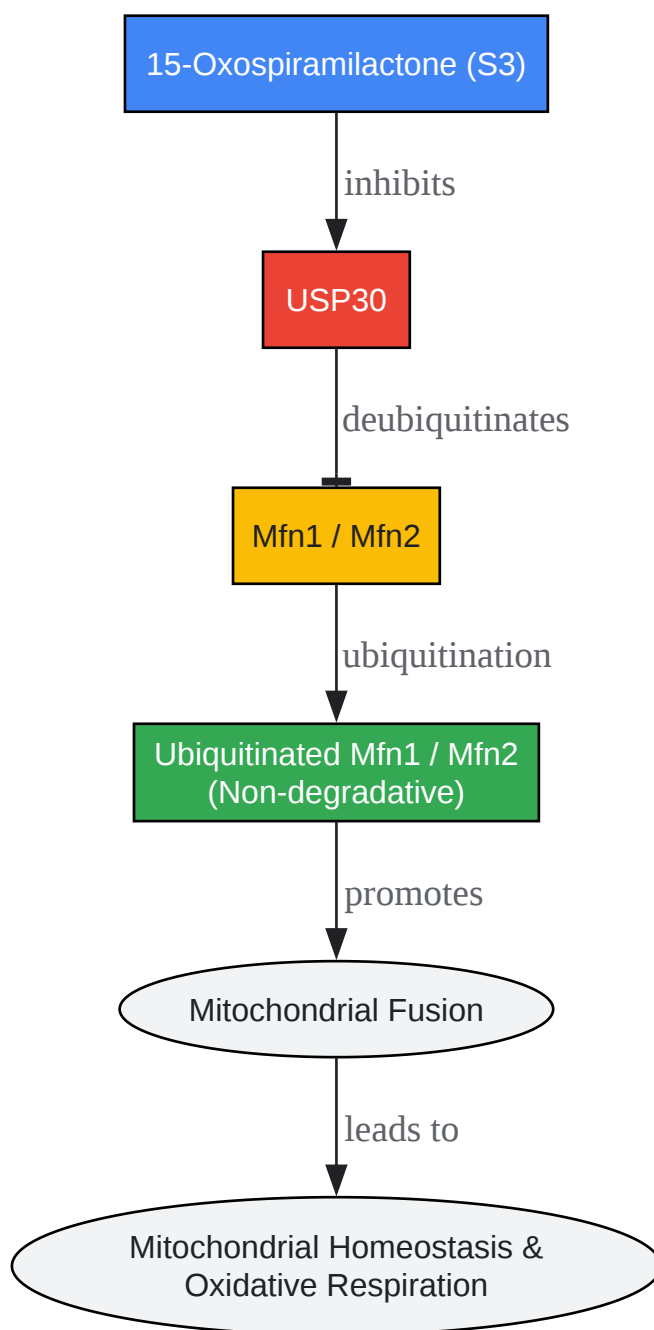 15-Oxospiramilactone (S3)
inhibits
USP30
deubiquitinates
Mfn1 / Mfn2
ubiquitination
Ubiquitinated Mfn1 / Mfn2
(Non-degradative)
promotes
Mitochondrial Fusion
leads to
Mitochondrial Homeostasis &
Oxidative Respiration